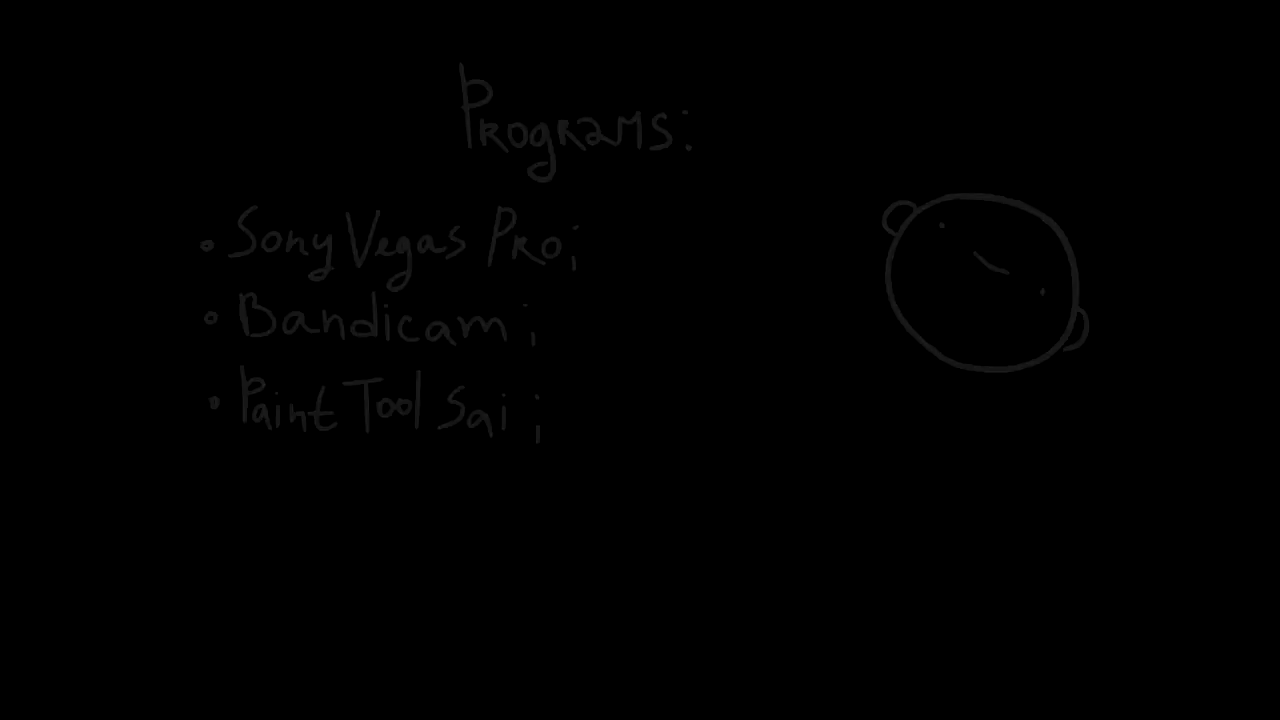 Programs:
• Sony Vegas Pro;
• Bandicam;
• Paint Tool Sai;